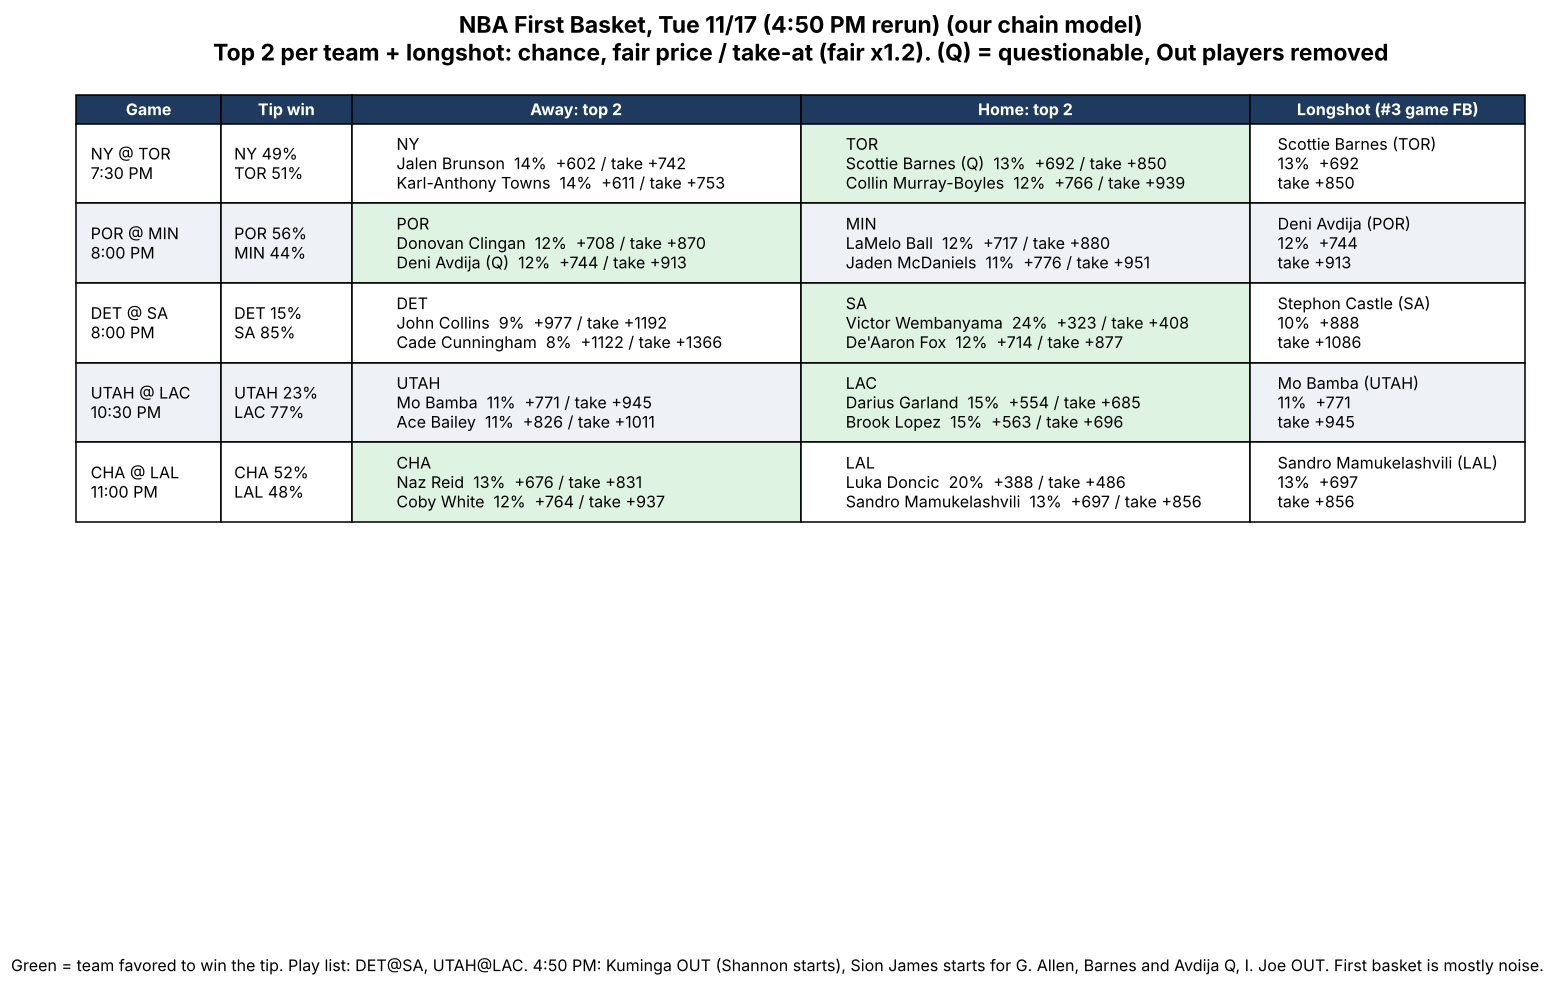 NBA First Basket, Tue 11/17 (4:50 PM rerun) (our chain model)
Top 2 per team + longshot: chance, fair price / take-at (fair x1.2). (Q) = questionable, Out players removed
Game
Tip win
Away: top 2
Home: top 2
Longshot (#3 game FB)
NY @ TOR
7:30 PM
NY 49%
TOR 51%
NY
Jalen Brunson 14% +602 / take +742
Karl-Anthony Towns 14% +611 / take +753
TOR
Scottie Barnes (Q) 13% +692 / take +850
Collin Murray-Boyles 12% +766 / take +939
Scottie Barnes (TOR)
13% +692
take +850
POR @ MIN
8:00 PM
POR 56%
MIN 44%
POR
Donovan Clingan 12% +708 / take +870
Deni Avdija (Q) 12% +744 / take +913
MIN
LaMelo Ball 12% +717 / take +880
Jaden McDaniels 11% +776 / take +951
Deni Avdija (POR)
12% +744
take +913
DET @ SA
8:00 PM
DET 15%
SA 85%
DET
John Collins 9% +977 / take +1192
Cade Cunningham 8% +1122 / take +1366
SA
Victor Wembanyama 24% +323 / take +408
De'Aaron Fox 12% +714 / take +877
Stephon Castle (SA)
10% +888
take +1086
UTAH @ LAC
10:30 PM
UTAH 23%
LAC 77%
UTAH
Mo Bamba 11% +771 / take +945
Ace Bailey 11% +826 / take +1011
LAC
Darius Garland 15% +554 / take +685
Brook Lopez 15% +563 / take +696
Mo Bamba (UTAH)
11% +771
take +945
CHA @ LAL
11:00 PM
CHA 52%
LAL 48%
CHA
Naz Reid 13% +676 / take +831
Coby White 12% +764 / take +937
LAL
Luka Doncic 20% +388 / take +486
Sandro Mamukelashvili 13% +697 / take +856
Sandro Mamukelashvili (LAL)
13% +697
take +856
Green = team favored to win the tip. Play list: DET@SA, UTAH@LAC. 4:50 PM: Kuminga OUT (Shannon starts), Sion James starts for G. Allen, Barnes and Avdija Q, I. Joe OUT. First basket is mostly noise.